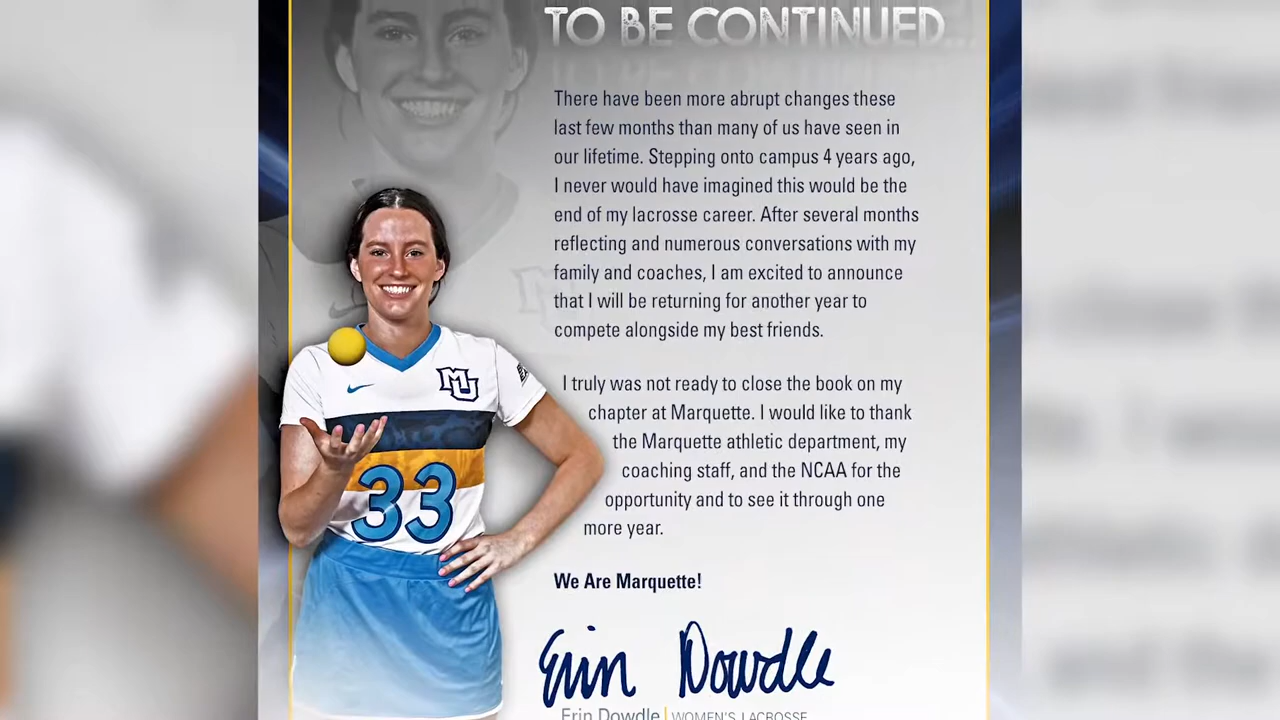 TO BE CONTINUED...
There have been more abrupt changes these
last few months than many of us have seen in
our lifetime. Stepping onto campus 4 years ago,
I never would have imagined this would be the
end of my lacrosse career. After several months
reflecting and numerous conversations with my
family and coaches, I am excited to announce
that I will be returning for another year to
compete alongside my best friends.
I truly was not ready to close the book on my
chapter at Marquette. I would like to thank
the Marquette athletic department, my
coaching staff, and the NCAA for the
opportunity and to see it through one
more year.
We Are Marquette!
Erin Dowdle
Erin Dowdle | WOMEN'S LACROSSE
MU
33
MU